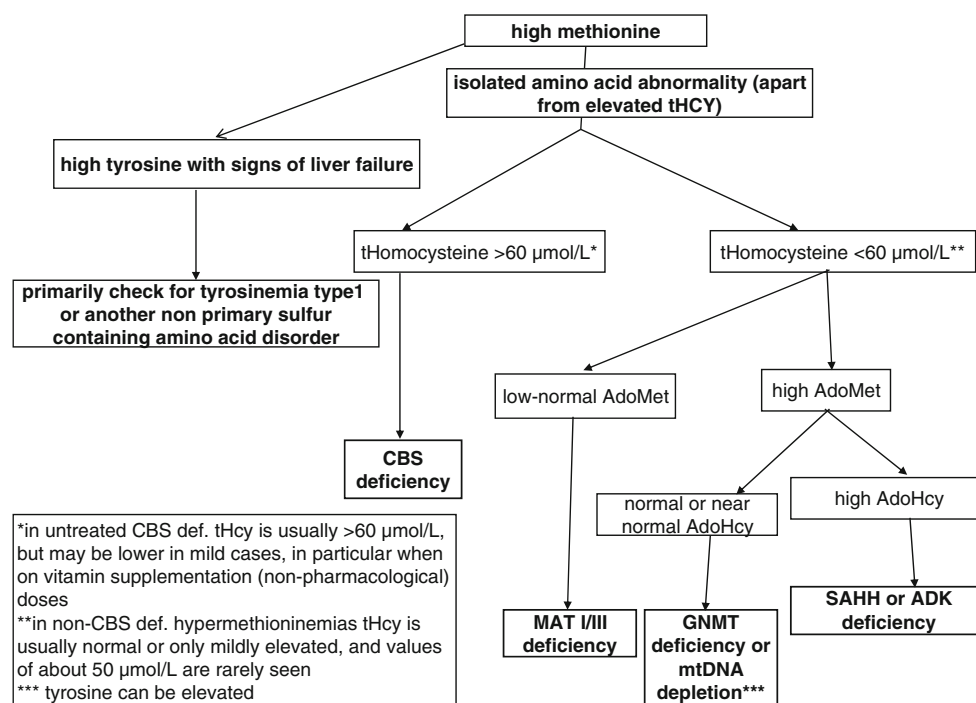 high methionine
isolated amino acid abnormality (apart
from elevated tHCY)
high tyrosine with signs of liver failure
tHomocysteine >60 µmol/L*
tHomocysteine <60 µmol/L**
primarily check for tyrosinemia type1
or another non primary sulfur
containing amino acid disorder
low-normal AdoMet
high AdoMet
CBS
deficiency
normal or near
normal AdoHcy
high AdoHcy
*in untreated CBS def. tHcy is usually >60 µmol/L,
but may be lower in mild cases, in particular when
on vitamin supplementation (non-pharmacological)
doses
**in non-CBS def. hypermethioninemias tHcy is
usually normal or only mildly elevated, and values
of about 50 µmol/L are rarely seen
*** tyrosine can be elevated
MAT I/III
deficiency
GNMT
deficiency or
mtDNA
depletion***
SAHH or ADK
deficiency